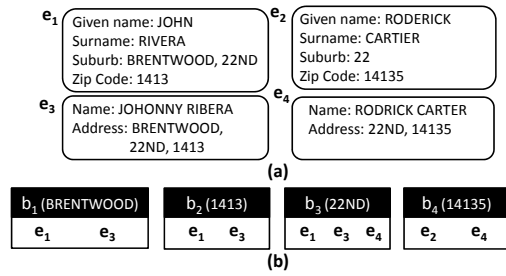 e1
Given name: JOHN
Surname: RIVERA
Suburb: BRENTWOOD, 22ND
Zip Code: 1413
e2
Given name: RODERICK
Surname: CARTIER
Suburb: 22
Zip Code: 14135
e3
Name: JOHONNY RIBERA
Address: BRENTWOOD,
22ND, 1413
e4
Name: RODRICK CARTER
Address: 22ND, 14135
(a)
b1 (BRENTWOOD)
e1 e3
b2 (1413)
e1 e3
b3 (22ND)
e1 e3 e4
b4 (14135)
e2 e4
(b)